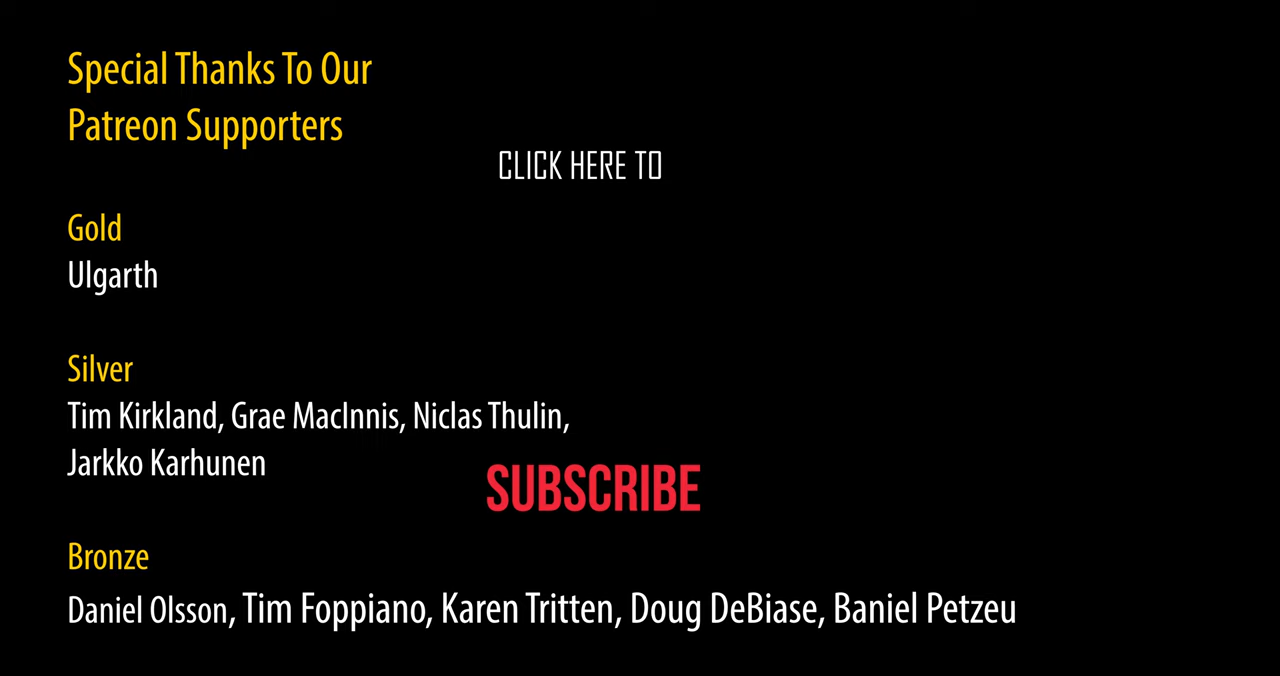 Special Thanks To Our
Patreon Supporters
CLICK HERE TO
Gold
Ulgarth
Silver
Tim Kirkland, Grae MacInnis, Niclas Thulin,
Jarkko Karhunen
SUBSCRIBE
Bronze
Daniel Olsson, Tim Foppiano, Karen Tritten, Doug DeBiase, Baniel Petzeu